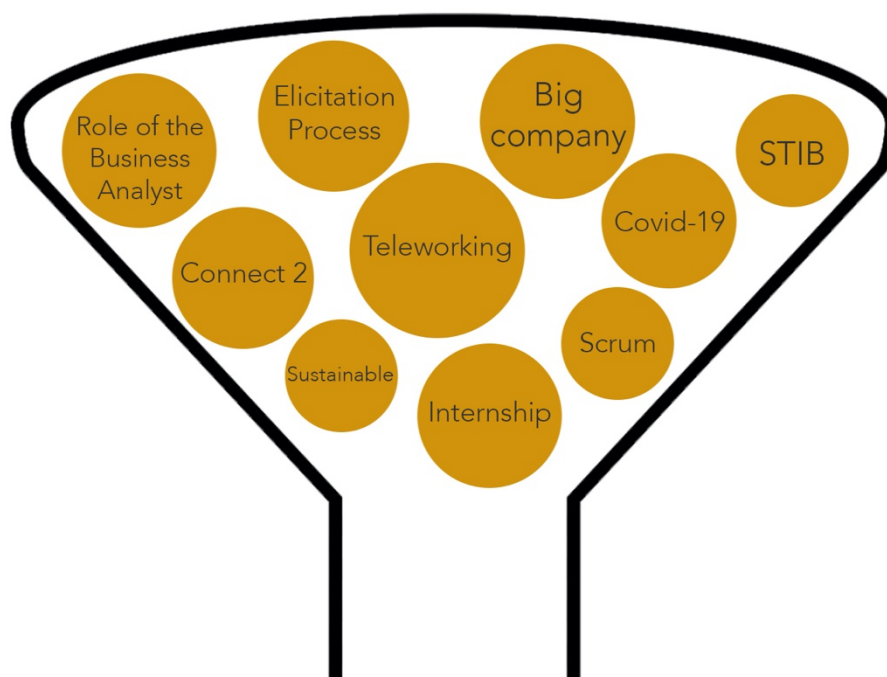 Role of the
Business
Analyst
Elicitation
Process
Big
company
STIB
Connect 2
Teleworking
Covid-19
Sustainable
Internship
Scrum